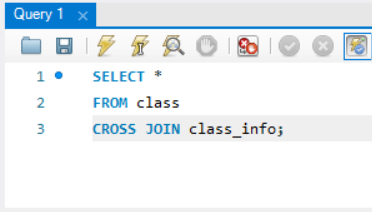 Query 1
1 SELECT *
2 FROM class
3 CROSS JOIN class_info;